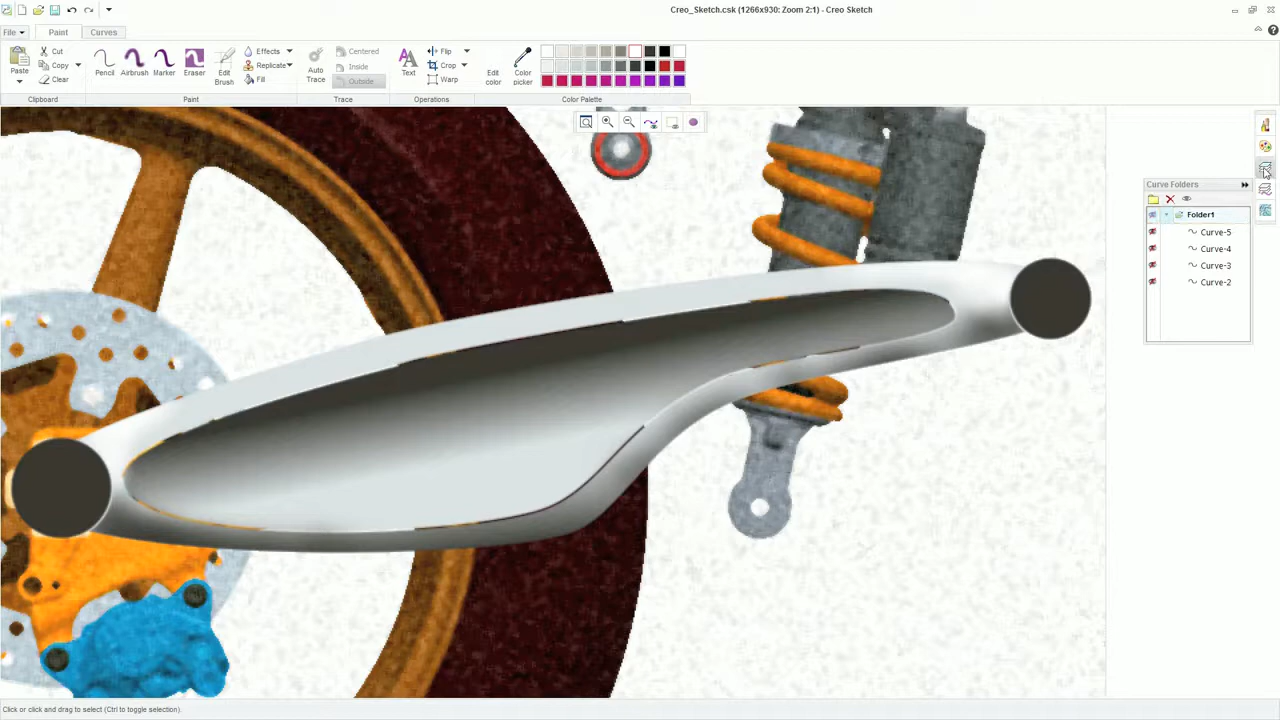 Creo_Sketch.csk (1266x930: Zoom 2:1) - Creo Sketch
File Paint Curves
Paste
Cut
Copy
Clear
Clipboard
Pencil
Airbrush
Marker
Eraser
Edit
Brush
Effects
Replicate
Fill
Paint
Auto
Trace
Centered
Inside
Outside
Trace
Text
Flip
Crop
Warp
Operations
Edit
color
Color
picker
Color Palette
Curve Folders
Folder1
Curve-5
Curve-4
Curve-3
Curve-2
Click or click and drag to select (Ctrl to toggle selection).